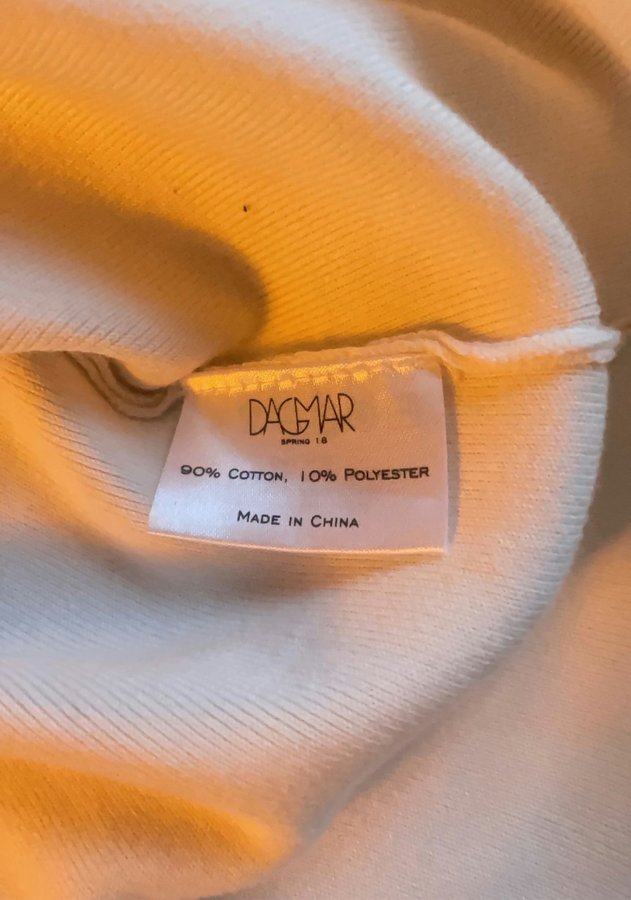 DAGMAR
SPRING 18
90% COTTON, 10% POLYESTER
MADE IN CHINA